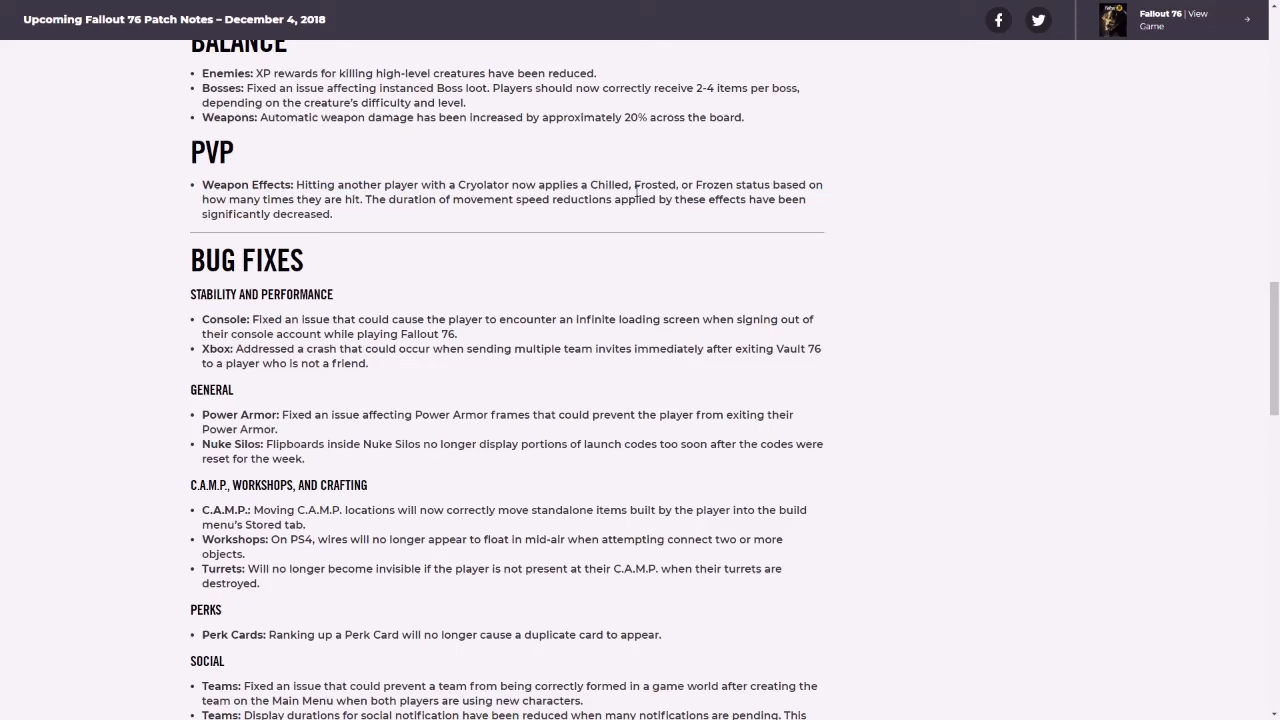 Upcoming Fallout 76 Patch Notes – December 4, 2018
Fallout 76 | View
Game
BALANCE
• Enemies: XP rewards for killing high-level creatures have been reduced.
• Bosses: Fixed an issue affecting instanced Boss loot. Players should now correctly receive 2-4 items per boss,
depending on the creature's difficulty and level.
• Weapons: Automatic weapon damage has been increased by approximately 20% across the board.
PVP
• Weapon Effects: Hitting another player with a Cryolator now applies a Chilled, Frosted, or Frozen status based on
how many times they are hit. The duration of movement speed reductions applied by these effects have been
significantly decreased.
BUG FIXES
STABILITY AND PERFORMANCE
• Console: Fixed an issue that could cause the player to encounter an infinite loading screen when signing out of
their console account while playing Fallout 76.
• Xbox: Addressed a crash that could occur when sending multiple team invites immediately after exiting Vault 76
to a player who is not a friend.
GENERAL
• Power Armor: Fixed an issue affecting Power Armor frames that could prevent the player from exiting their
Power Armor.
• Nuke Silos: Flipboards inside Nuke Silos no longer display portions of launch codes too soon after the codes were
reset for the week.
C.A.M.P., WORKSHOPS, AND CRAFTING
• C.A.M.P.: Moving C.A.M.P. locations will now correctly move standalone items built by the player into the build
menu's Stored tab.
• Workshops: On PS4, wires will no longer appear to float in mid-air when attempting connect two or more
objects.
• Turrets: Will no longer become invisible if the player is not present at their C.A.M.P. when their turrets are
destroyed.
PERKS
• Perk Cards: Ranking up a Perk Card will no longer cause a duplicate card to appear.
SOCIAL
• Teams: Fixed an issue that could prevent a team from being correctly formed in a game world after creating the
team on the Main Menu when both players are using new characters.
• Teams: Display durations for social notification have been reduced when many notifications are pending. This